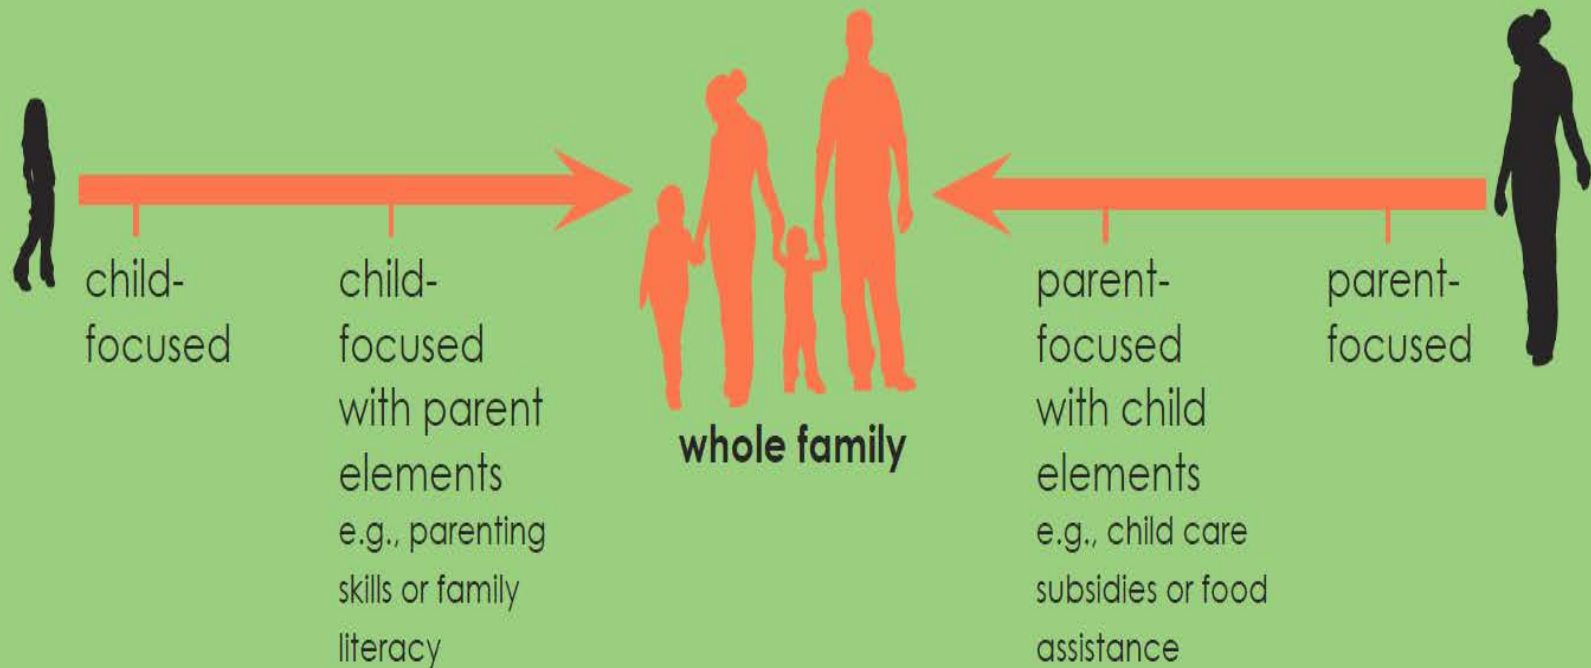 child-
focused
child-
focused
with parent
elements
e.g., parenting
skills or family
literacy
whole family
parent-
focused
with child
elements
e.g., child care
subsidies or food
assistance
parent-
focused